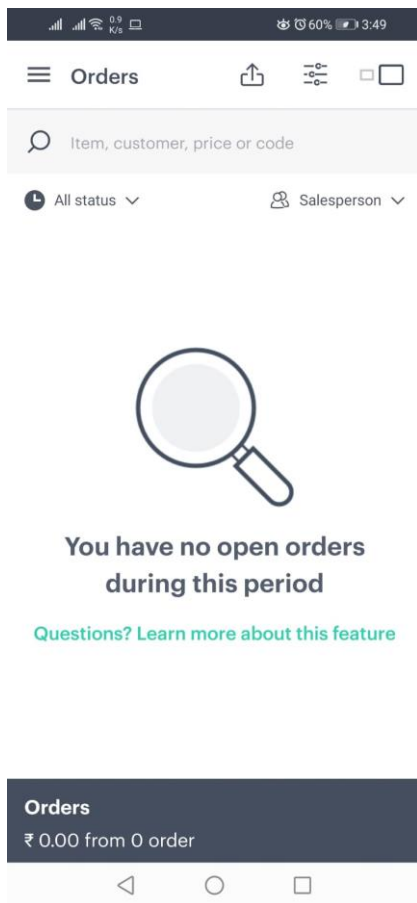 0.9
K/s
60% 3:49
Orders
Item, customer, price or code
All status
Salesperson
You have no open orders
during this period
Questions? Learn more about this feature
Orders
₹ 0.00 from 0 order